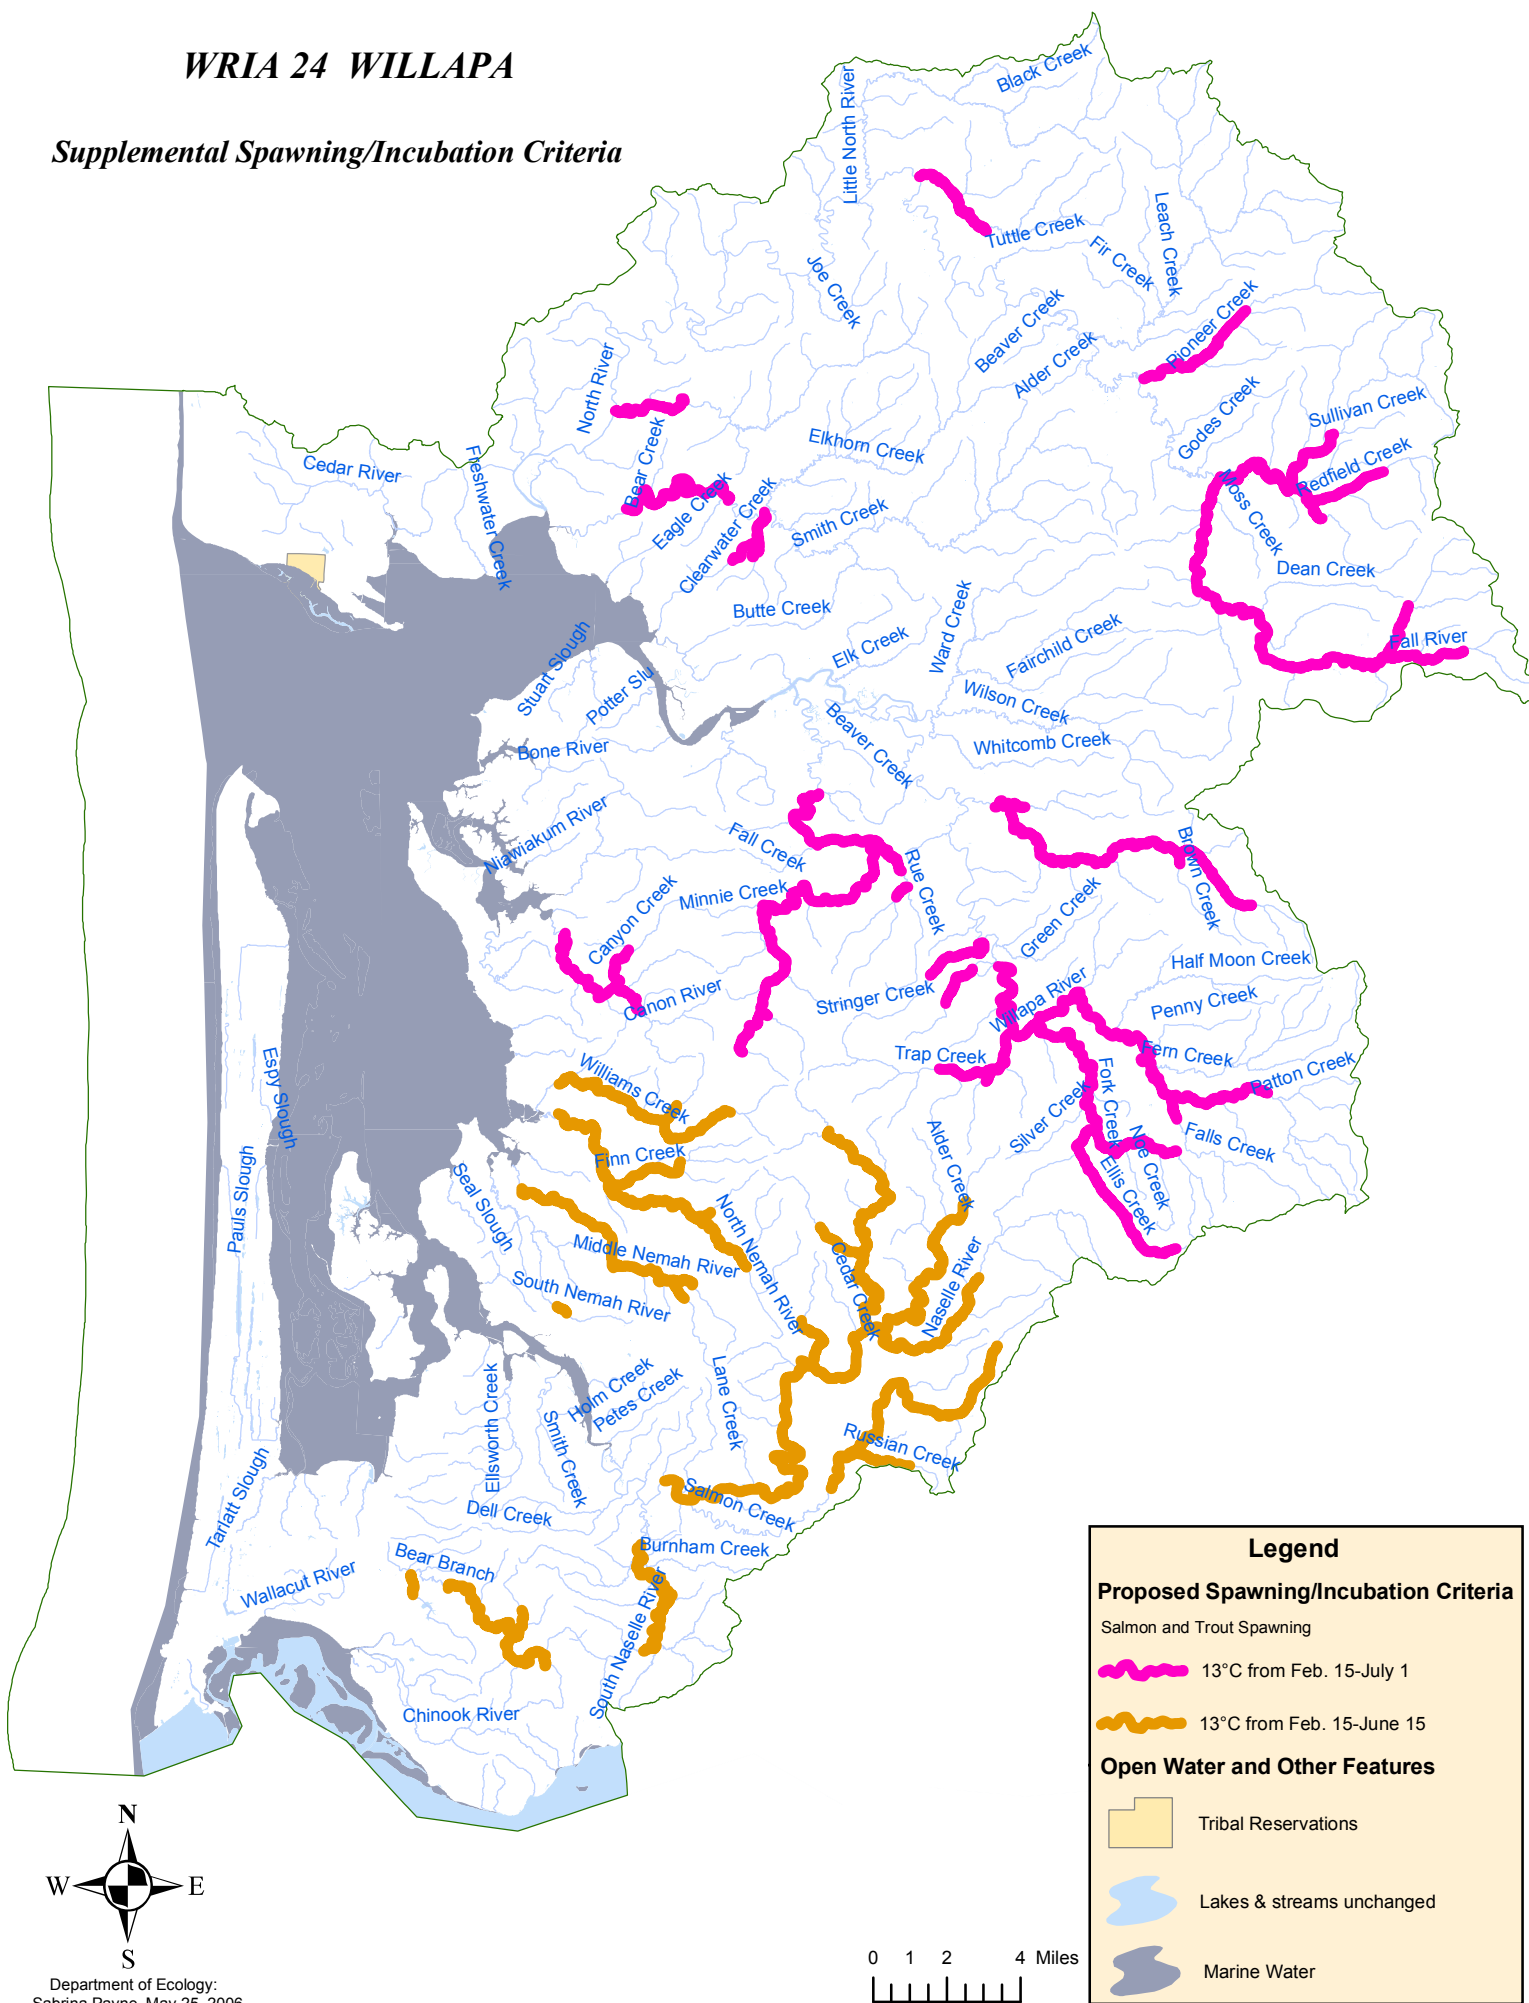 WRIA 24 WILLAPA
Supplemental Spawning/Incubation Criteria
Black Creek
Little North River
Tuttle Creek
Leach Creek
Fir Creek
Joe Creek
Pioneer Creek
Beaver Creek
Alder Creek
North River
Godes Creek
Sullivan Creek
Bear Creek
Elkhorn Creek
Redfield Creek
Cedar River
Freshwater Creek
Eagle Creek
Clearwater Creek
Smith Creek
Moss Creek
Dean Creek
Butte Creek
Ward Creek
Elk Creek
Fairchild Creek
Fall River
Stuart Slough
Potter Slu
Wilson Creek
Bone River
Beaver Creek
Whitcomb Creek
Niawiakum River
Fall Creek
Rue Creek
Brown Creek
Minnie Creek
Canyon Creek
Green Creek
Half Moon Creek
Canon River
Stringer Creek
Willapa River
Penny Creek
Trap Creek
Fern Creek
Patton Creek
Espy Slough
Williams Creek
Fork Creek
Silver Creek
Alder Creek
Noe Creek
Falls Creek
Ellis Creek
Finn Creek
Seal Slough
Pauls Slough
North Nemah River
Middle Nemah River
South Nemah River
Cedar Creek
Naselle River
Lane Creek
Holm Creek
Petes Creek
Ellsworth Creek
Smith Creek
Russian Creek
Tarlatt Slough
Salmon Creek
Dell Creek
Burnham Creek
Bear Branch
Wallacut River
South Naselle River
Chinook River
Legend
Proposed Spawning/Incubation Criteria
Salmon and Trout Spawning
13°C from Feb. 15-July 1
13°C from Feb. 15-June 15
Open Water and Other Features
Tribal Reservations
Lakes & streams unchanged
Marine Water
N
W E
S
0 1 2 4 Miles
Department of Ecology:
Sabrina Payne, May 25, 2006